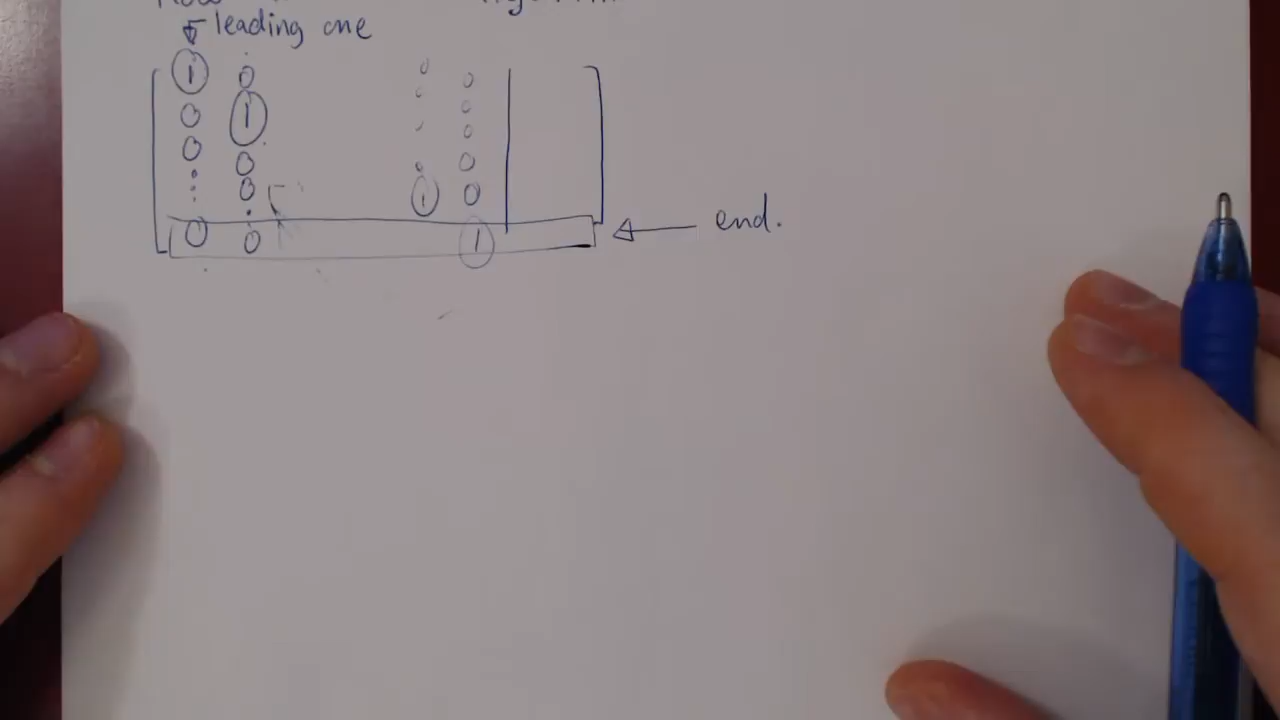 leading one
1 0 0 0
0 1 0
0 0 0
0 0
0 1 0
0 0 1
end.